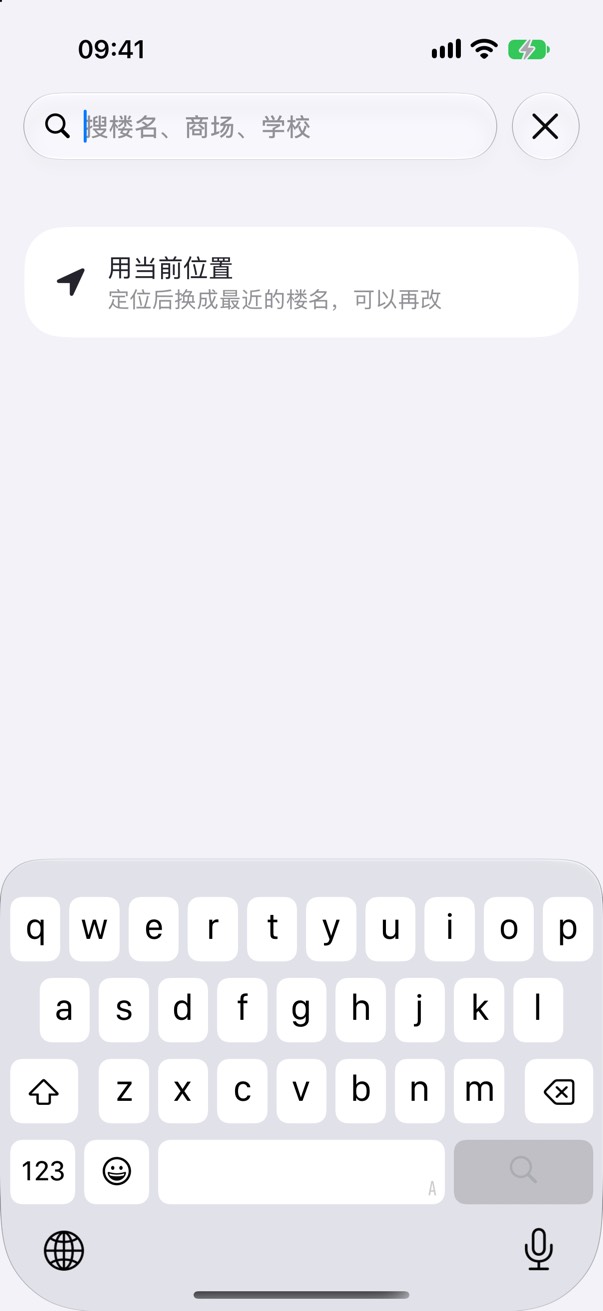 09:41
搜楼名、商场、学校
用当前位置
定位后换成最近的楼名，可以再改
q w e r t y u i o p
a s d f g h j k l
z x c v b n m
123
A